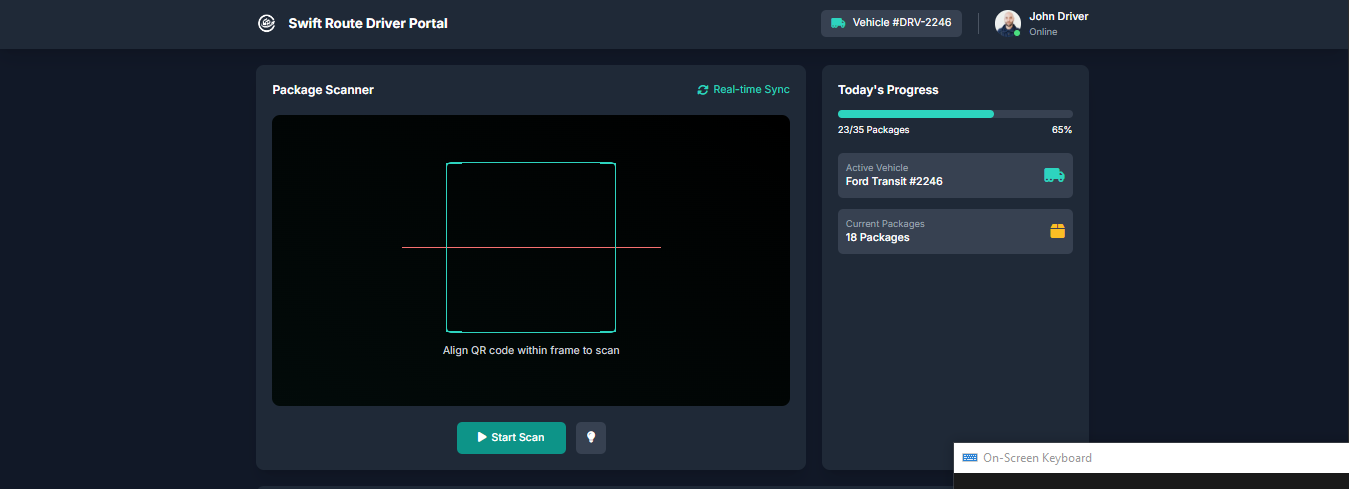 Swift Route Driver Portal
Vehicle #DRV-2246
John Driver
Online
Package Scanner
Real-time Sync
Align QR code within frame to scan
Start Scan
Today's Progress
23/35 Packages 65%
Active Vehicle
Ford Transit #2246
Current Packages
18 Packages
On-Screen Keyboard